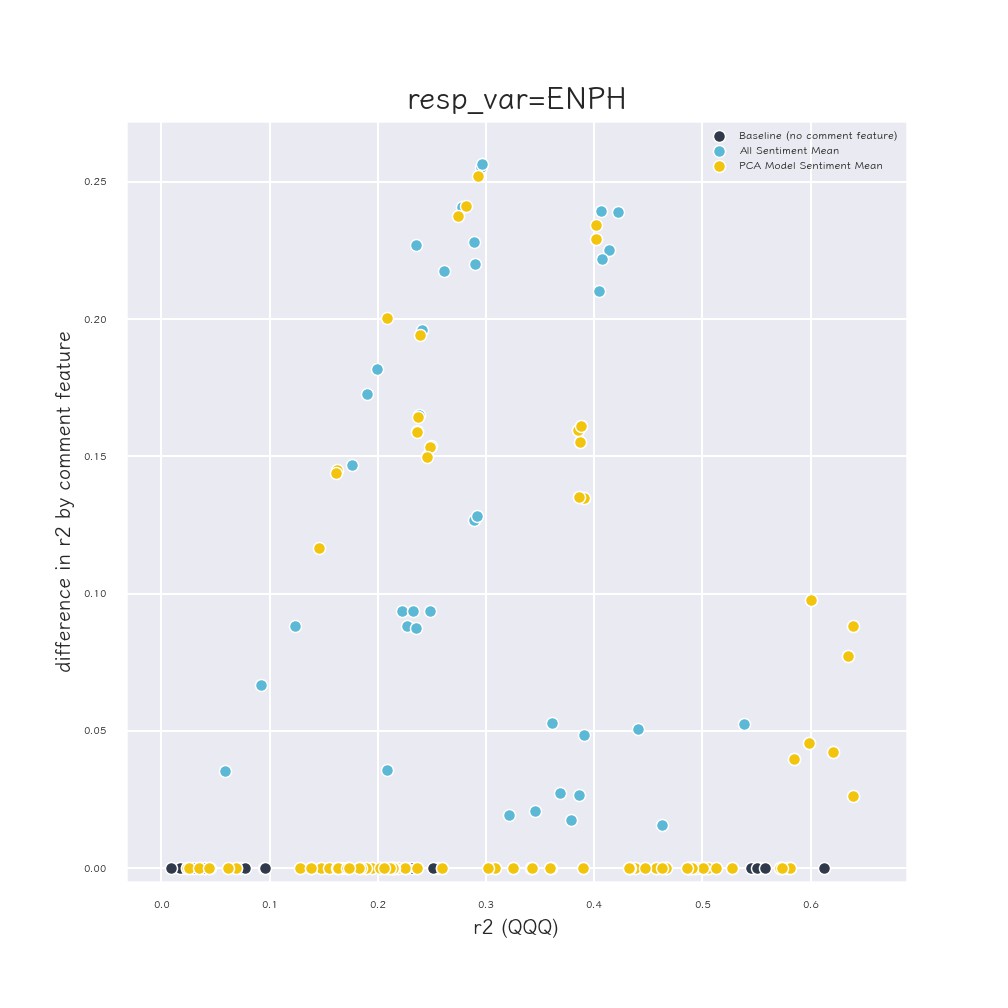 resp_var=ENPH
Baseline (no comment feature)
All Sentiment Mean
PCA Model Sentiment Mean
difference in r2 by comment feature
0.25
0.20
0.15
0.10
0.05
0.00
0.0 0.1 0.2 0.3 0.4 0.5 0.6
r2 (QQQ)